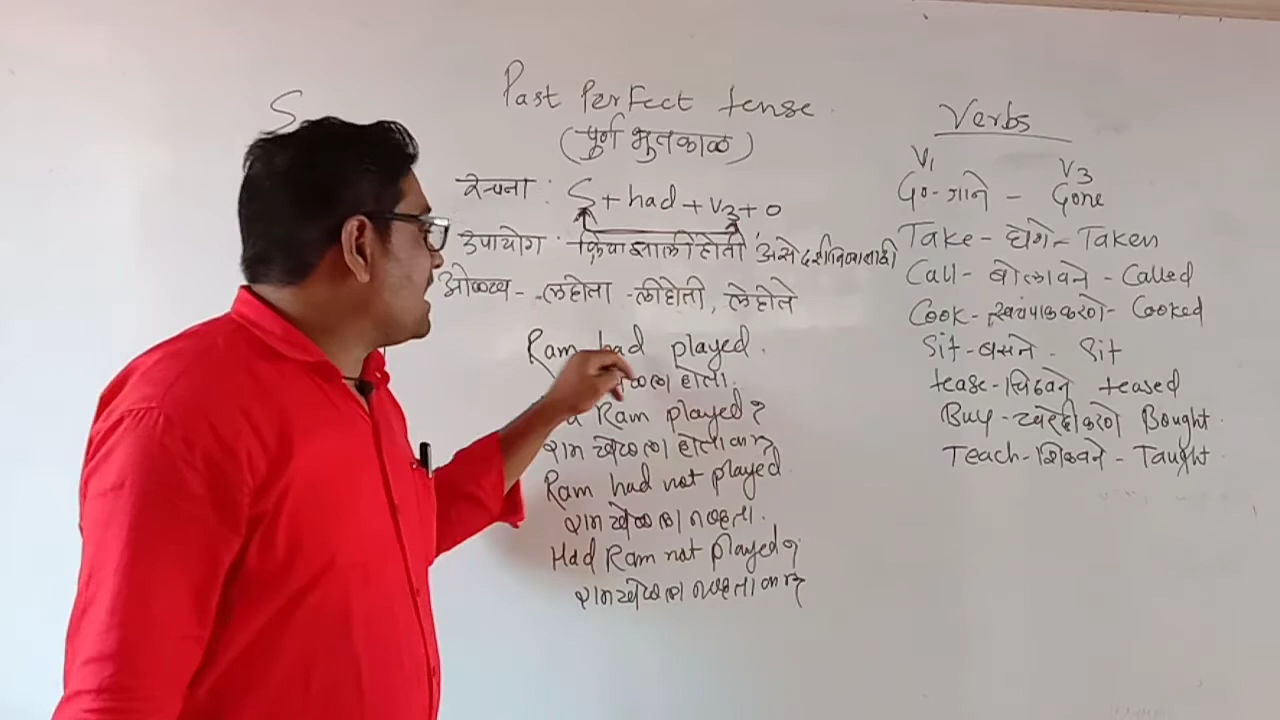 S
Past Perfect tense.
(पुर्ण भुतकाळ)
रचना : S + had + V3 + O
उपायोग : क्रिया झाली होती असे दर्शविण्यासाठी
ओळख - -ल होता -ली होती, ले होते
Ram had played.
खेळला होता.
Ram played?
राम खेळला होता का?
Ram had not played.
राम खेळला नव्हता.
Had Ram not played?
राम खेळला नव्हता का?
Verbs
V1 V3
Go - जाने - Gone
Take - घेणे - Taken
Call - बोलावने - Called
Cook - स्वयंपाक करणे - Cooked
Sit - बसने - Sit
tease - चिडवने teased
Buy - खरेदी करणे Bought.
Teach - शिकवने - Taught.